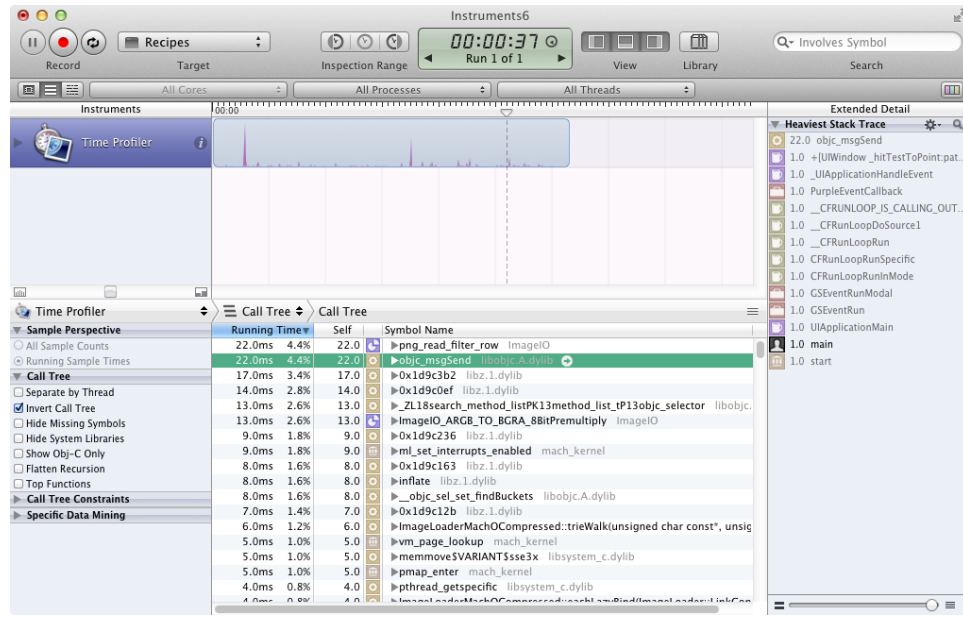 Instruments6
Recipes
00:00:37
Run 1 of 1
Involves Symbol
Record
Target
Inspection Range
View
Library
Search
All Cores
All Processes
All Threads
Instruments
00:00
Extended Detail
Time Profiler
Heaviest Stack Trace
22.0 objc_msgSend
1.0 +[UIWindow _hitTestToPoint:pat..
1.0 _UIApplicationHandleEvent
1.0 PurpleEventCallback
1.0 __CFRUNLOOP_IS_CALLING_OUT..
1.0 __CFRunLoopDoSource1
1.0 __CFRunLoopRun
1.0 CFRunLoopRunSpecific
1.0 CFRunLoopRunInMode
1.0 GSEventRunModal
1.0 GSEventRun
1.0 UIApplicationMain
1.0 main
1.0 start
Time Profiler
Call Tree
Call Tree
Sample Perspective
All Sample Counts
Running Sample Times
Call Tree
Separate by Thread
Invert Call Tree
Hide Missing Symbols
Hide System Libraries
Show Obj-C Only
Flatten Recursion
Top Functions
Call Tree Constraints
Specific Data Mining
Running Time Self Symbol Name
22.0ms 4.4% 22.0 png_read_filter_row ImageIO
22.0ms 4.4% 22.0 objc_msgSend libobjc.A.dylib
17.0ms 3.4% 17.0 0x1d9c3b2 libz.1.dylib
14.0ms 2.8% 14.0 0x1d9c0ef libz.1.dylib
13.0ms 2.6% 13.0 _ZL18search_method_listPK13method_list_tP13objc_selector libobjc.
13.0ms 2.6% 13.0 ImageIO_ARGB_TO_BGRA_8BitPremultiply ImageIO
9.0ms 1.8% 9.0 0x1d9c236 libz.1.dylib
9.0ms 1.8% 9.0 ml_set_interrupts_enabled mach_kernel
8.0ms 1.6% 8.0 0x1d9c163 libz.1.dylib
8.0ms 1.6% 8.0 inflate libz.1.dylib
8.0ms 1.6% 8.0 __objc_sel_set_findBuckets libobjc.A.dylib
7.0ms 1.4% 7.0 0x1d9c12b libz.1.dylib
6.0ms 1.2% 6.0 ImageLoaderMachOCompressed::trieWalk(unsigned char const*, unsig
5.0ms 1.0% 5.0 vm_page_lookup mach_kernel
5.0ms 1.0% 5.0 memmove$VARIANT$sse3x libsystem_c.dylib
5.0ms 1.0% 5.0 pmap_enter mach_kernel
4.0ms 0.8% 4.0 pthread_getspecific libsystem_c.dylib
4.0ms 0.8% 4.0 ImageLoaderMachOCompressed::eachLazyBind(ImageLoader::LinkCon